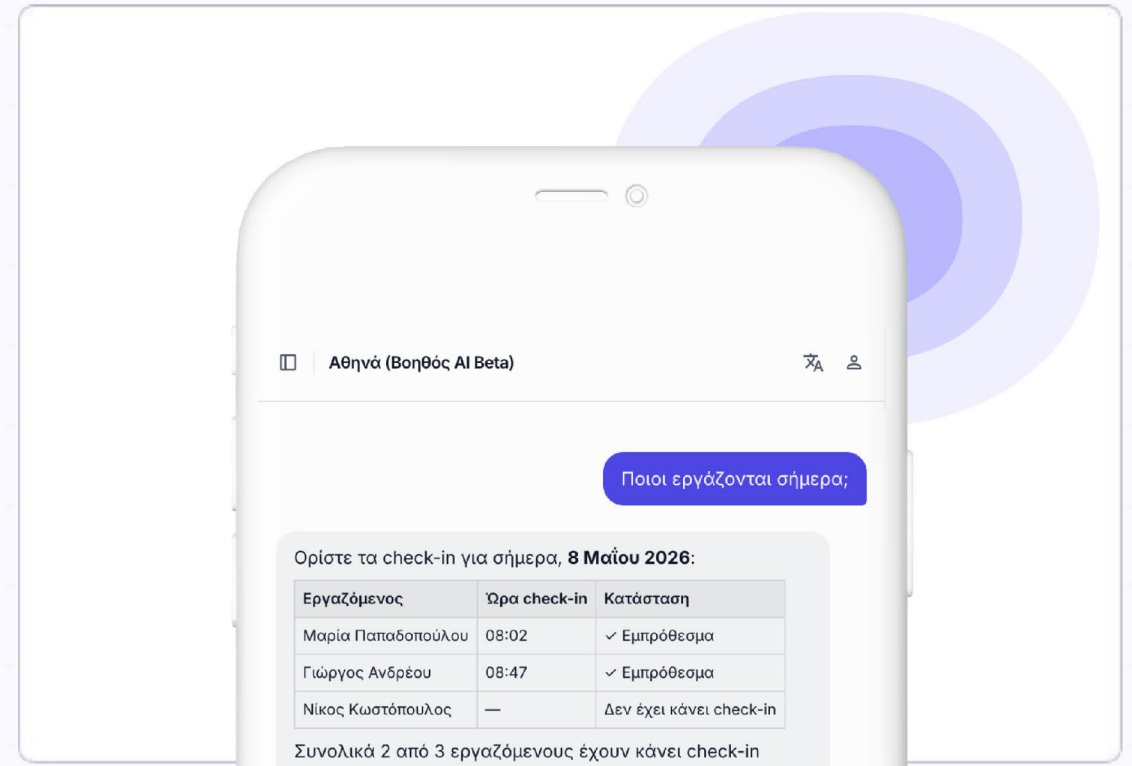 Αθηνά (Βοηθός AI Beta)
Ποιοι εργάζονται σήμερα;
Ορίστε τα check-in για σήμερα, 8 Μαΐου 2026:
Εργαζόμενος Ώρα check-in Κατάσταση
Μαρία Παπαδοπούλου 08:02 ✓ Εμπρόθεσμα
Γιώργος Ανδρέου 08:47 ✓ Εμπρόθεσμα
Νίκος Κωστόπουλος — Δεν έχει κάνει check-in
Συνολικά 2 από 3 εργαζόμενους έχουν κάνει check-in